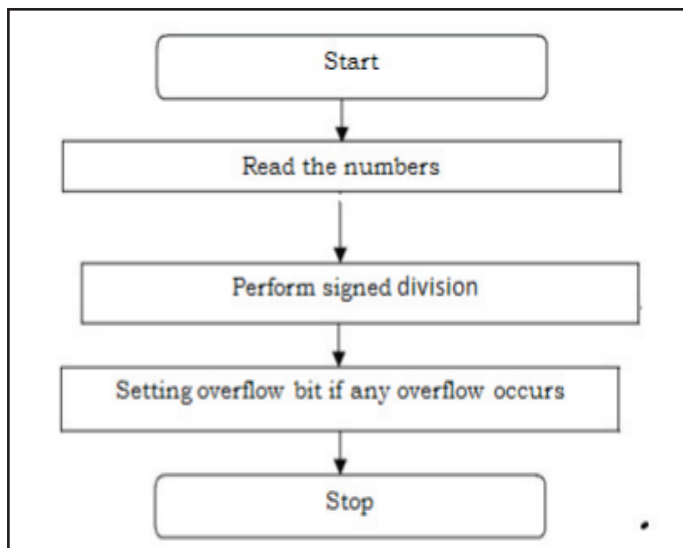 Start
Read the numbers
Perform signed division
Setting overflow bit if any overflow occurs
Stop